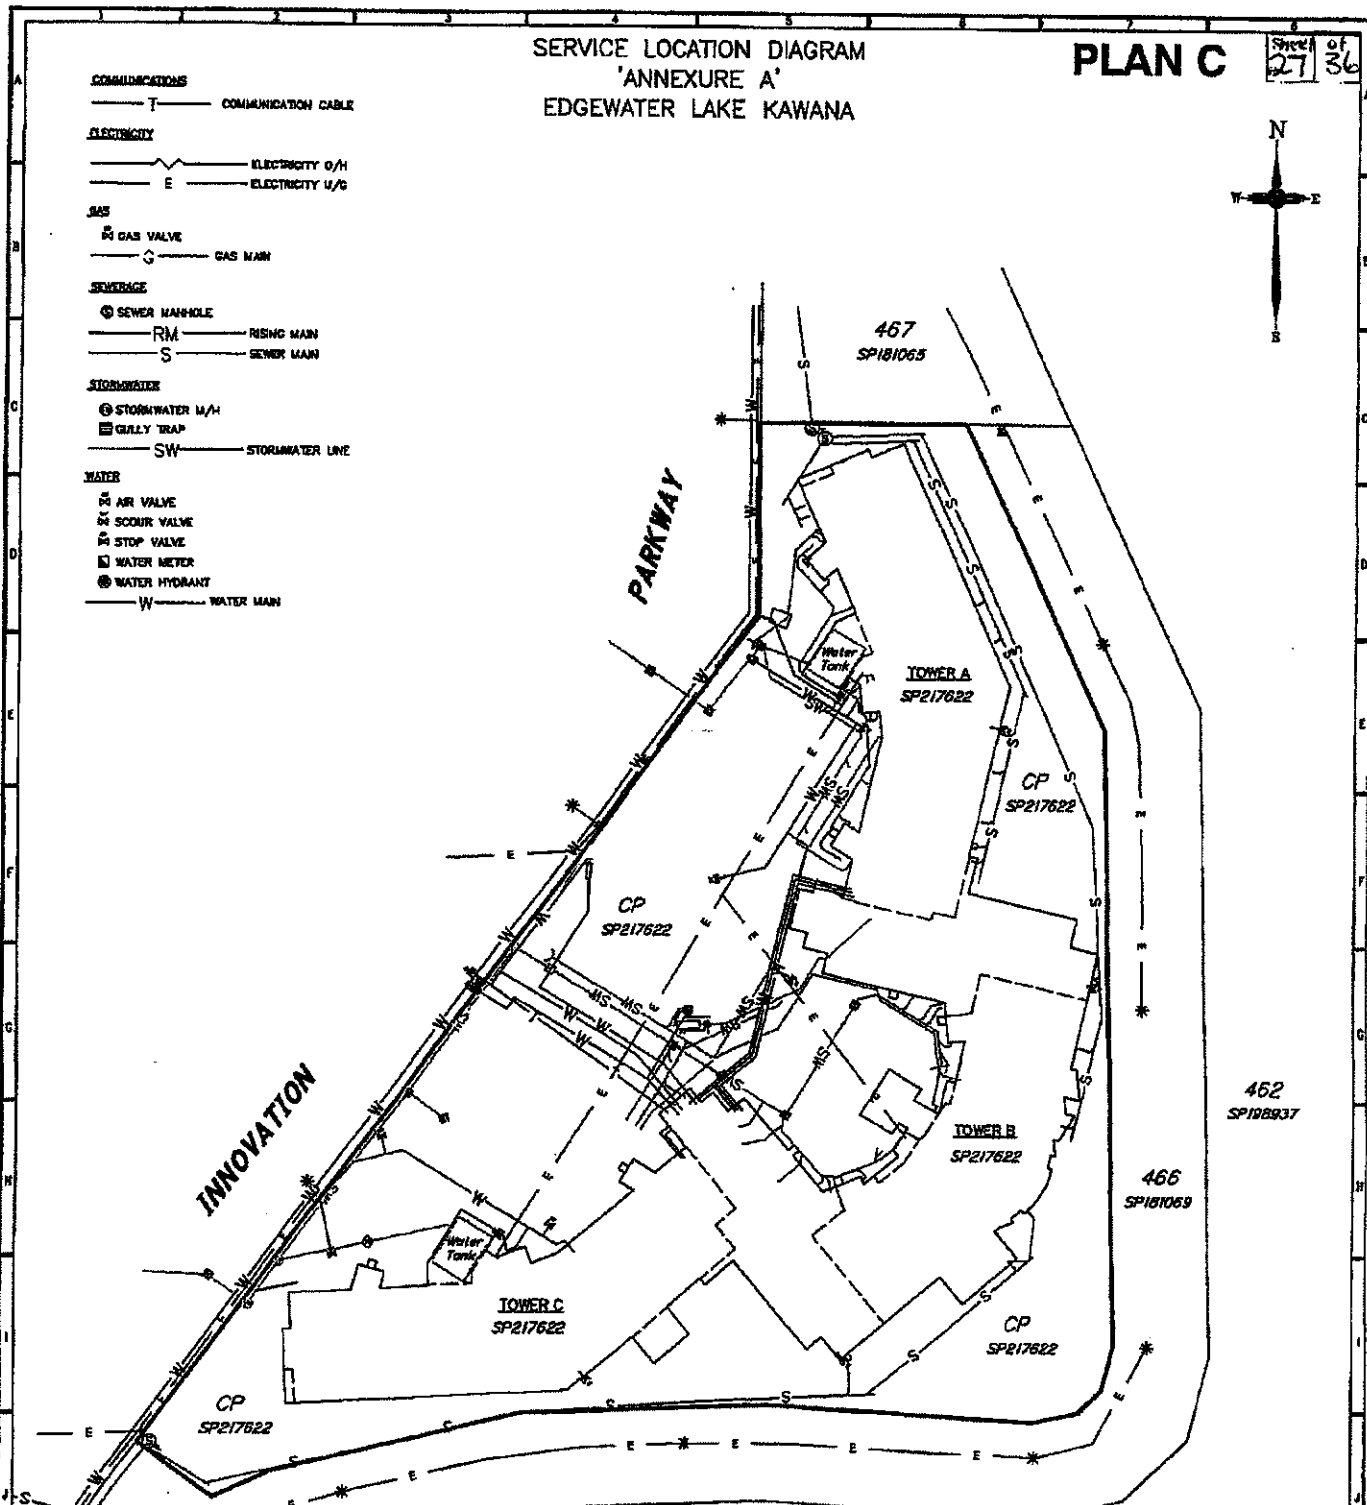 SERVICE LOCATION DIAGRAM
'ANNEXURE A'
EDGEWATER LAKE KAWANA
PLAN C
Sheet of
27 36
COMMUNICATIONS
T COMMUNICATION CABLE
ELECTRICITY
ELECTRICITY O/H
E ELECTRICITY U/G
GAS
GAS VALVE
G GAS MAIN
SEWERAGE
SEWER MANHOLE
RM RISING MAIN
S SEWER MAIN
STORMWATER
STORMWATER M/H
GULLY TRAP
SW STORMWATER LINE
WATER
AIR VALVE
SCOUR VALVE
STOP VALVE
WATER METER
WATER HYDRANT
W WATER MAIN
N
W E
S
467
SP181065
PARKWAY
Water
Tank
TOWER A
SP217622
CP
SP217622
CP
SP217622
INNOVATION
462
SP198937
TOWER B
SP217622
466
SP181069
Water
Tank
TOWER C
SP217622
CP
SP217622
CP
SP217622